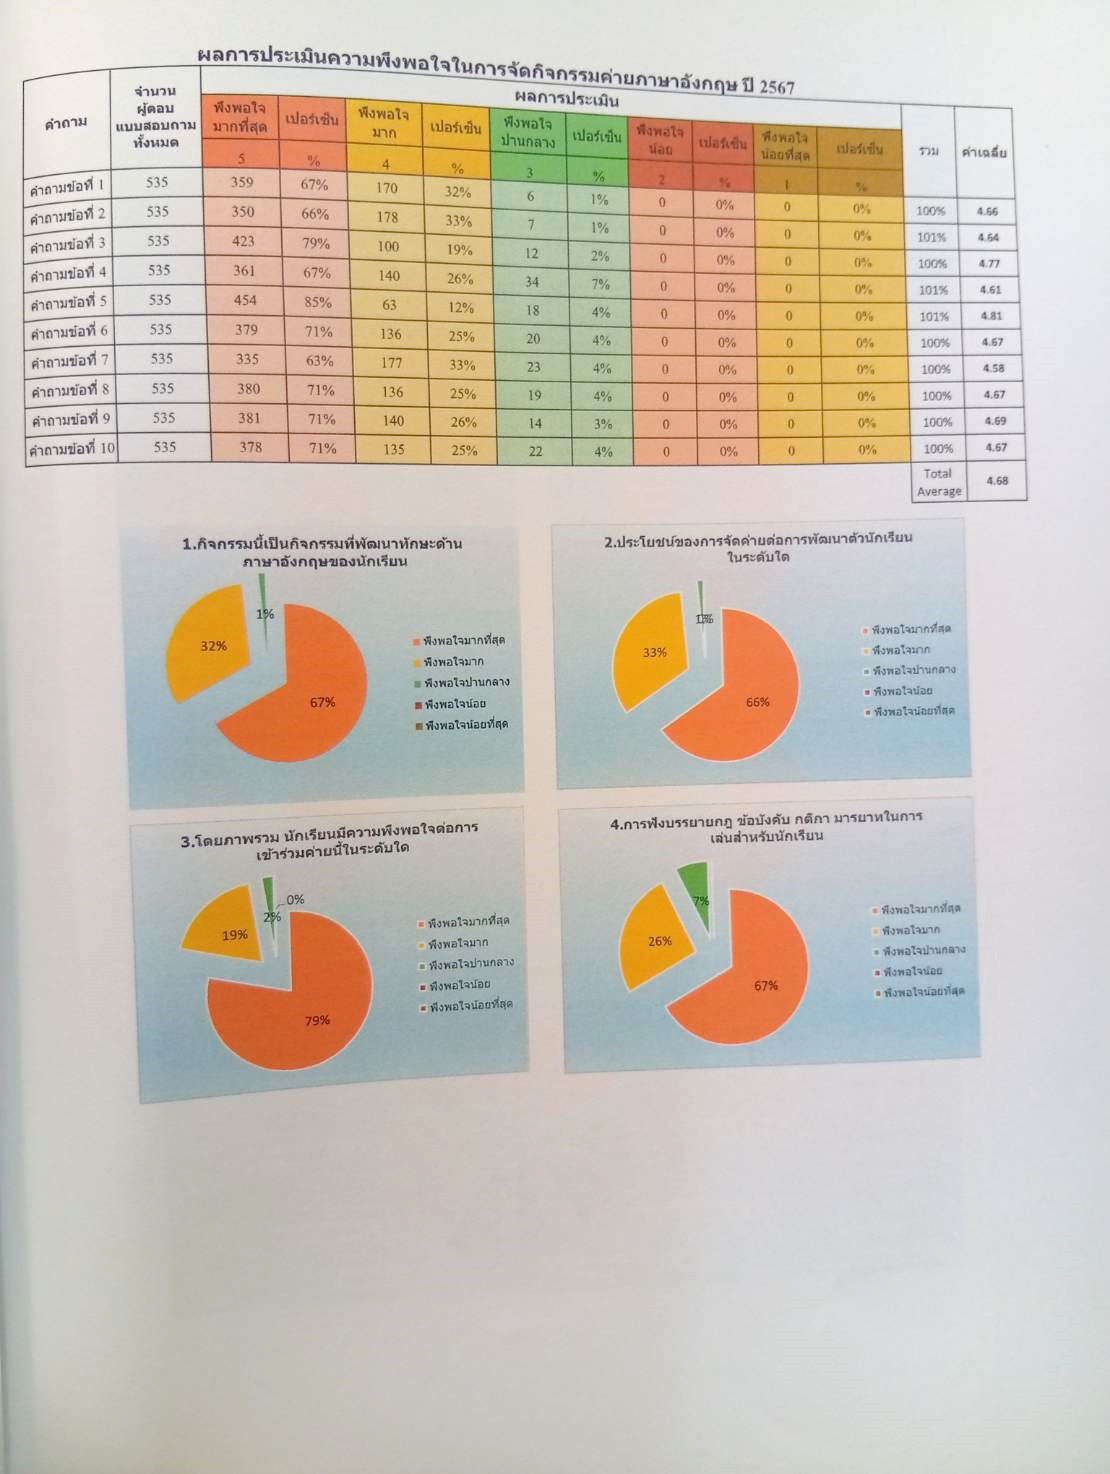 ผลการประเมินความพึงพอใจในการจัดกิจกรรมค่ายภาษาอังกฤษ ปี 2567
คำถาม จำนวนผู้ตอบแบบสอบถามทั้งหมด ผลการประเมิน รวม ค่าเฉลี่ย
พึงพอใจมากที่สุด เปอร์เซ็น พึงพอใจมาก เปอร์เซ็น พึงพอใจปานกลาง เปอร์เซ็น พึงพอใจน้อย เปอร์เซ็น พึงพอใจน้อยที่สุด เปอร์เซ็น
5 % 4 % 3 % 2 % 1 %
คำถามข้อที่ 1 535 359 67% 170 32% 6 1% 0 0% 0 0% 100% 4.66
คำถามข้อที่ 2 535 350 66% 178 33% 7 1% 0 0% 0 0% 101% 4.64
คำถามข้อที่ 3 535 423 79% 100 19% 12 2% 0 0% 0 0% 100% 4.77
คำถามข้อที่ 4 535 361 67% 140 26% 34 7% 0 0% 0 0% 101% 4.61
คำถามข้อที่ 5 535 454 85% 63 12% 18 4% 0 0% 0 0% 101% 4.81
คำถามข้อที่ 6 535 379 71% 136 25% 20 4% 0 0% 0 0% 100% 4.67
คำถามข้อที่ 7 535 335 63% 177 33% 23 4% 0 0% 0 0% 100% 4.58
คำถามข้อที่ 8 535 380 71% 136 25% 19 4% 0 0% 0 0% 100% 4.67
คำถามข้อที่ 9 535 381 71% 140 26% 14 3% 0 0% 0 0% 100% 4.69
คำถามข้อที่ 10 535 378 71% 135 25% 22 4% 0 0% 0 0% 100% 4.67
Total Average 4.68
1.กิจกรรมนี้เป็นกิจกรรมที่พัฒนาทักษะด้าน
ภาษาอังกฤษของนักเรียน
1%
32%
67%
พึงพอใจมากที่สุด
พึงพอใจมาก
พึงพอใจปานกลาง
พึงพอใจน้อย
พึงพอใจน้อยที่สุด
2.ประโยชน์ของการจัดค่ายต่อการพัฒนาตัวนักเรียน
ในระดับใด
33%
66%
พึงพอใจมากที่สุด
พึงพอใจมาก
พึงพอใจปานกลาง
พึงพอใจน้อย
พึงพอใจน้อยที่สุด
3.โดยภาพรวม นักเรียนมีความพึงพอใจต่อการ
เข้าร่วมค่ายนี้ในระดับใด
0%
2%
19%
79%
พึงพอใจมากที่สุด
พึงพอใจมาก
พึงพอใจปานกลาง
พึงพอใจน้อย
พึงพอใจน้อยที่สุด
4.การฟังบรรยายกฎ ข้อบังคับ กติกา มารยาทในการ
เล่นสำหรับนักเรียน
7%
26%
67%
พึงพอใจมากที่สุด
พึงพอใจมาก
พึงพอใจปานกลาง
พึงพอใจน้อย
พึงพอใจน้อยที่สุด